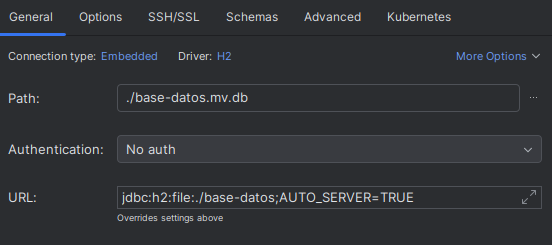 General Options SSH/SSL Schemas Advanced Kubernetes
Connection type: Embedded Driver: H2 More Options
Path: ./base-datos.mv.db ...
Authentication: No auth
URL: jdbc:h2:file:./base-datos;AUTO_SERVER=TRUE
Overrides settings above